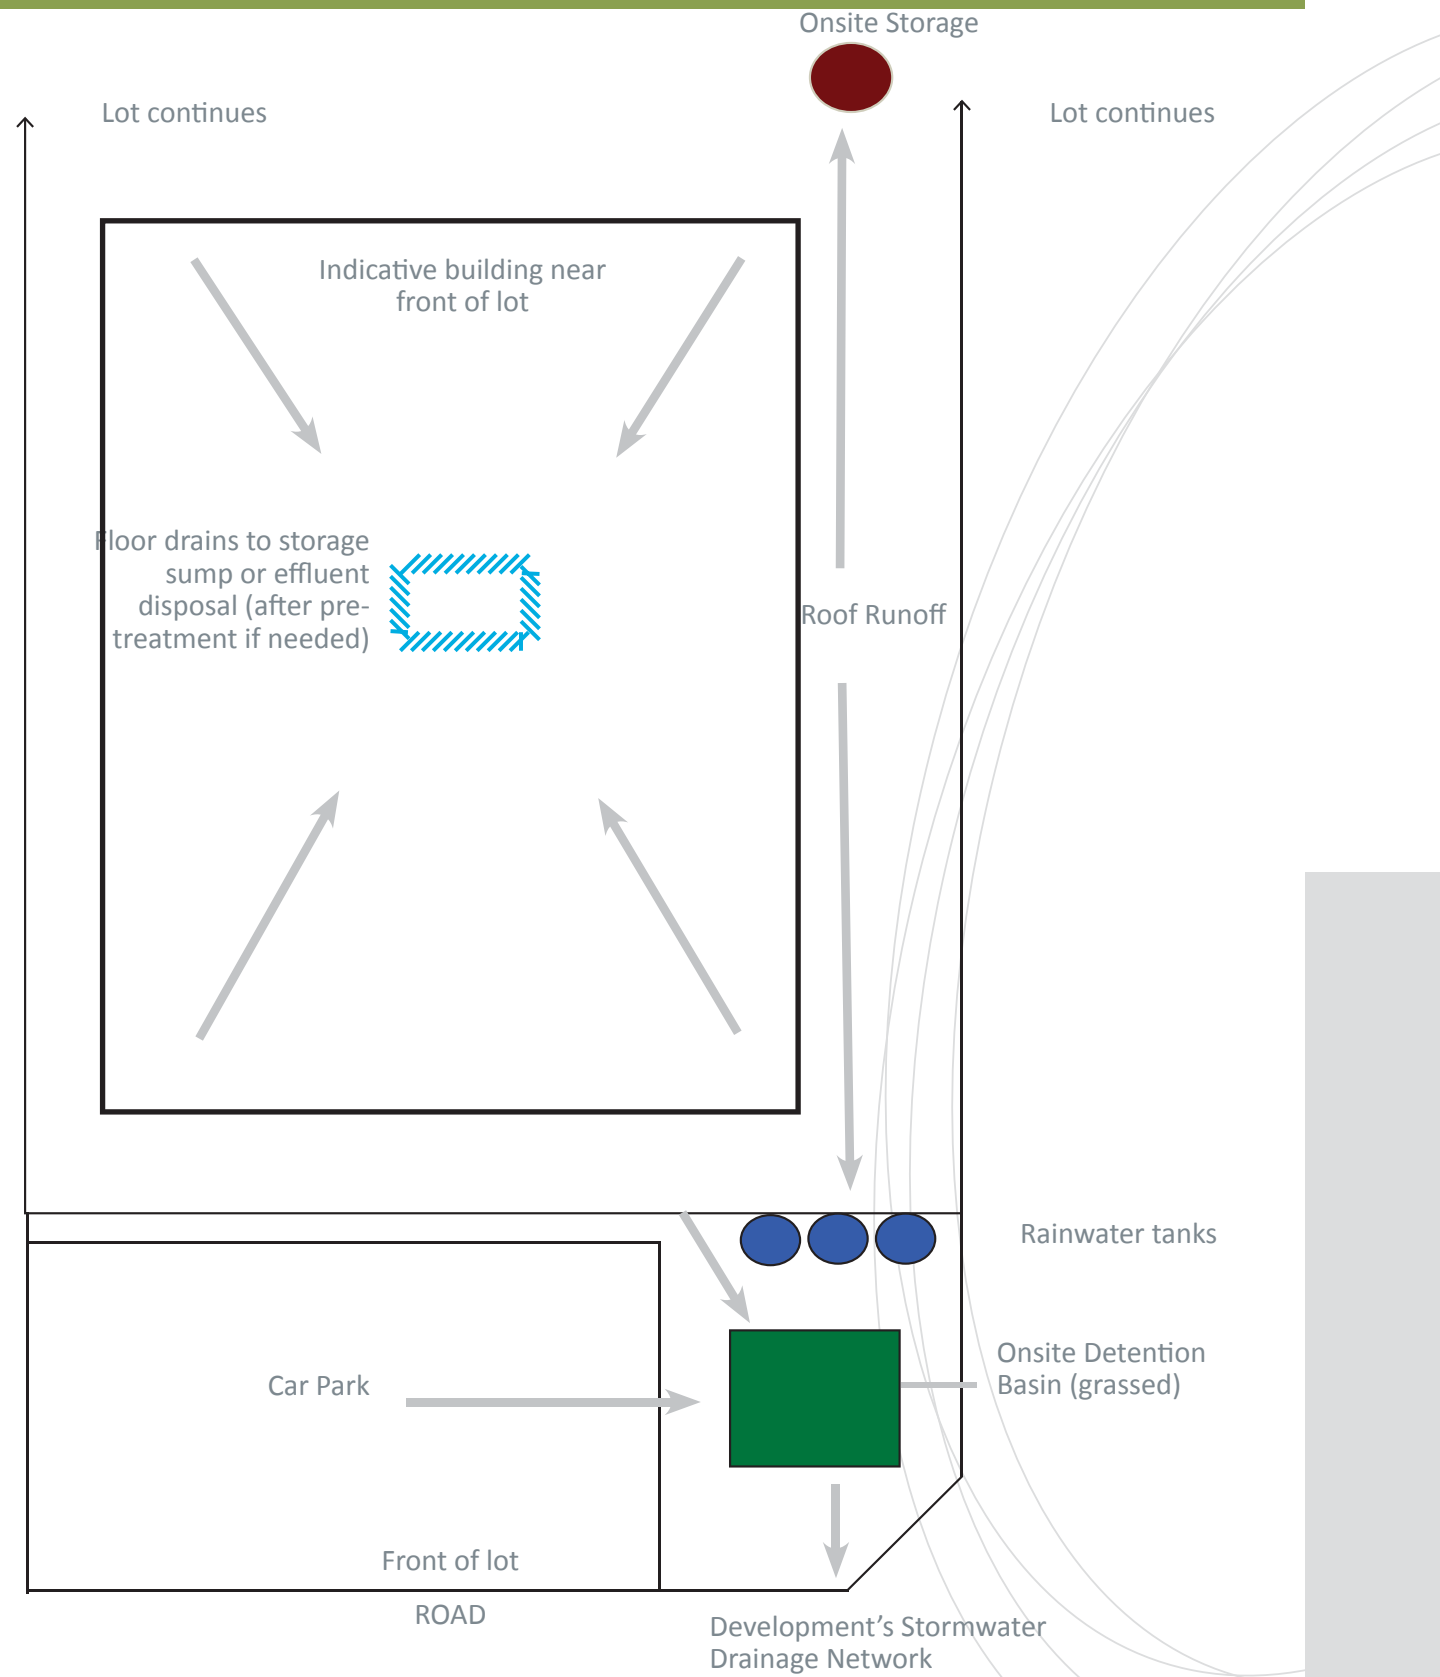 Onsite Storage
Lot continues
Lot continues
Indicative building near
front of lot
Floor drains to storage
sump or effluent
disposal (after pre-
treatment if needed)
Roof Runoff
Rainwater tanks
Onsite Detention
Basin (grassed)
Car Park
Front of lot
ROAD
Development's Stormwater
Drainage Network